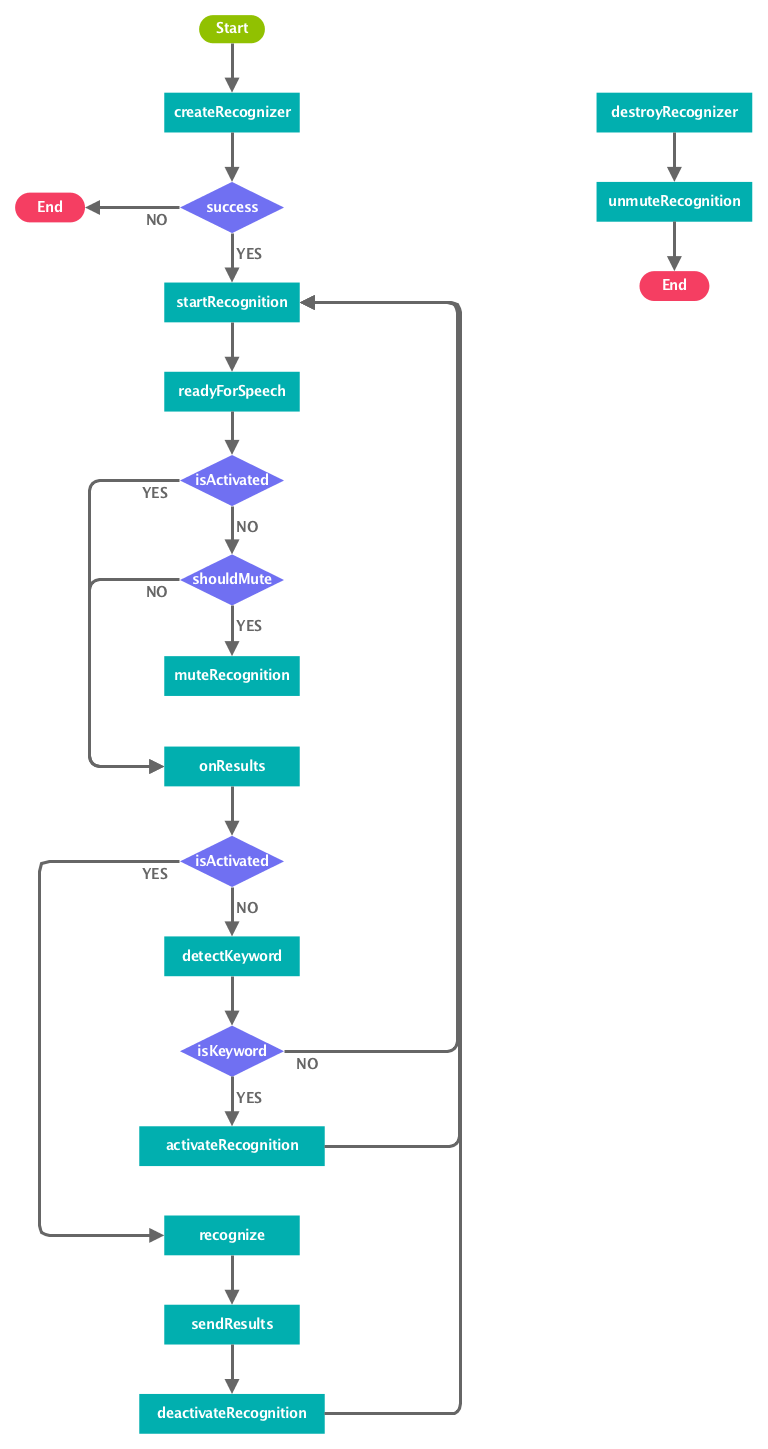 Start
createRecognizer
destroyRecognizer
success
End
NO
YES
unmuteRecognition
End
startRecognition
readyForSpeech
isActivated
YES
NO
shouldMute
NO
YES
muteRecognition
onResults
isActivated
YES
NO
detectKeyword
isKeyword
NO
YES
activateRecognition
recognize
sendResults
deactivateRecognition